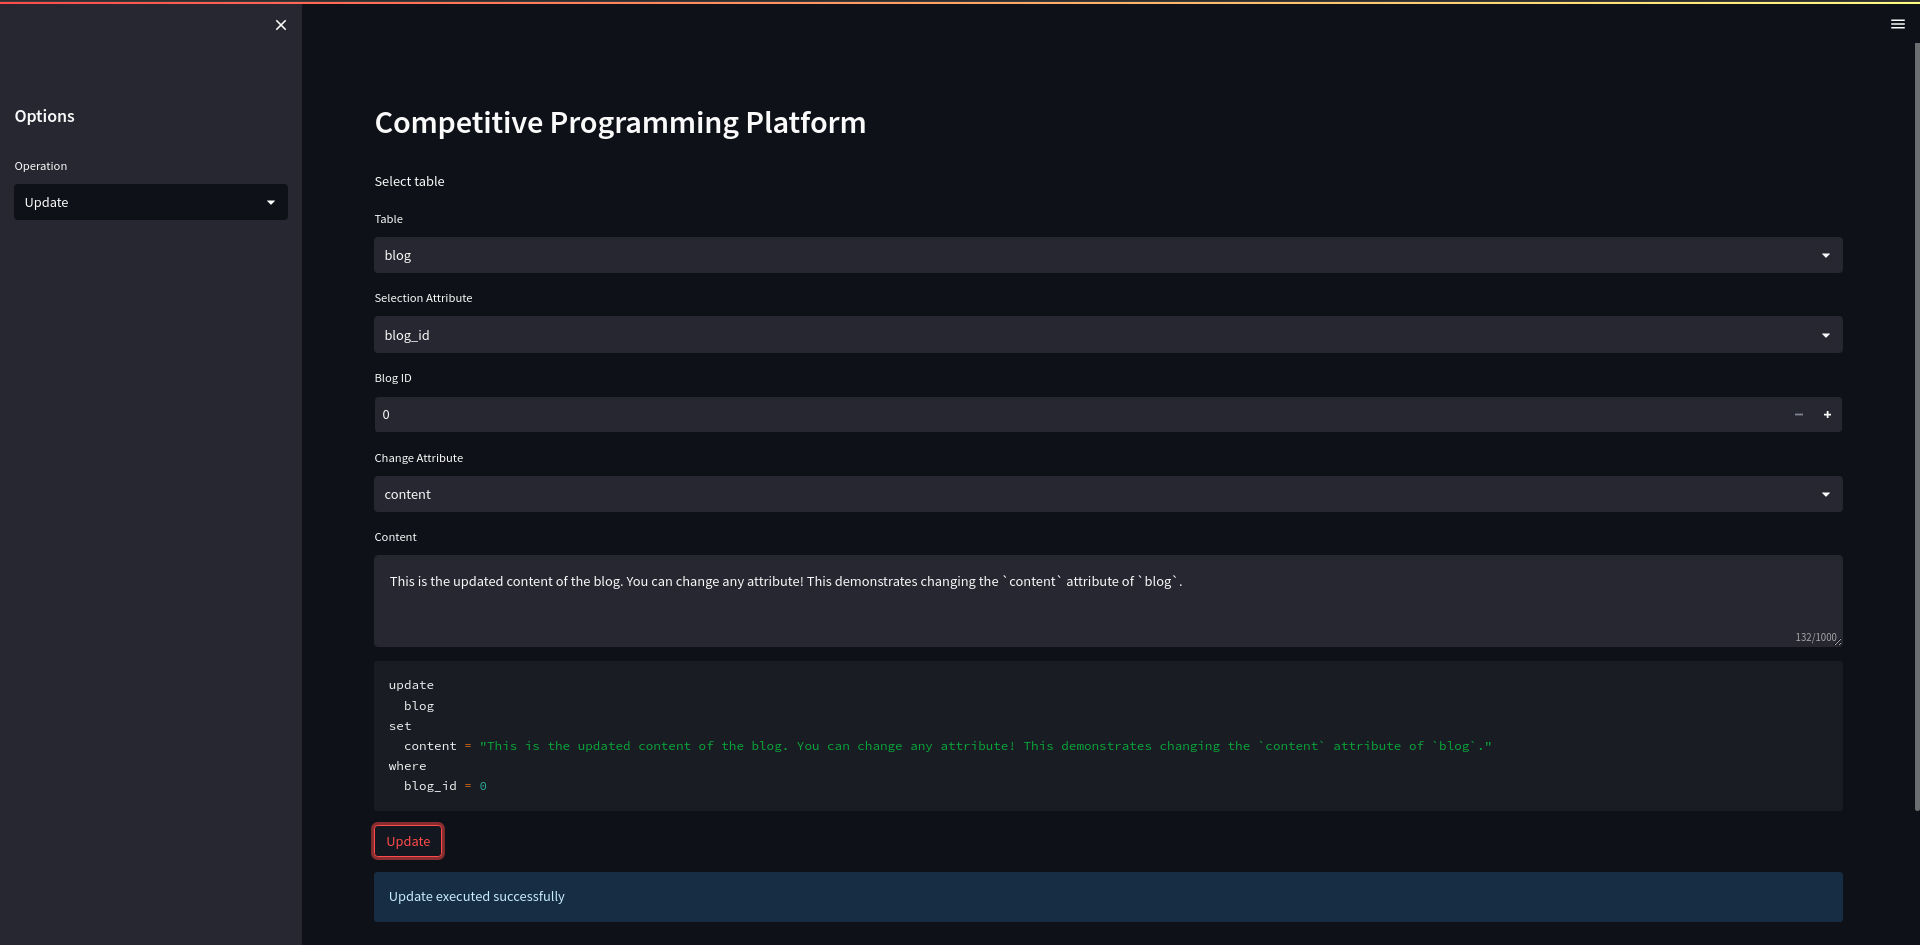 Options
Operation
Update
Competitive Programming Platform
Select table
Table
blog
Selection Attribute
blog_id
Blog ID
0
Change Attribute
content
Content
This is the updated content of the blog. You can change any attribute! This demonstrates changing the `content` attribute of `blog`.
132/1000
update
  blog
set
  content = "This is the updated content of the blog. You can change any attribute! This demonstrates changing the `content` attribute of `blog`."
where
  blog_id = 0
Update
Update executed successfully